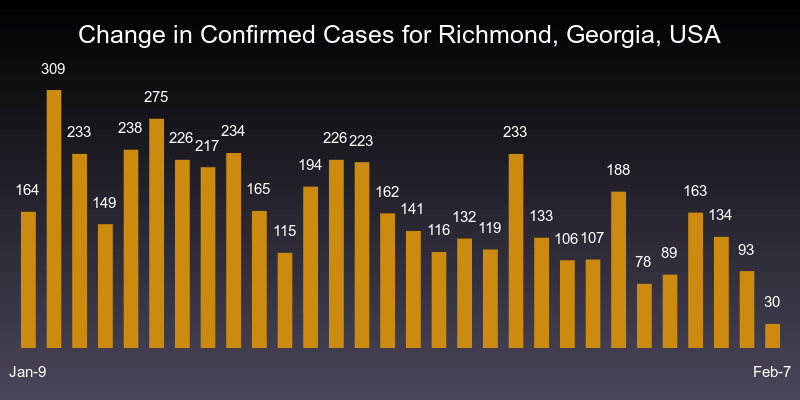 Change in Confirmed Cases for Richmond, Georgia, USA
164 309 233 149 238 275 226 217 234 165 115 194 226 223 162 141 116 132 119 233 133 106 107 188 78 89 163 134 93 30
Jan-9 Feb-7